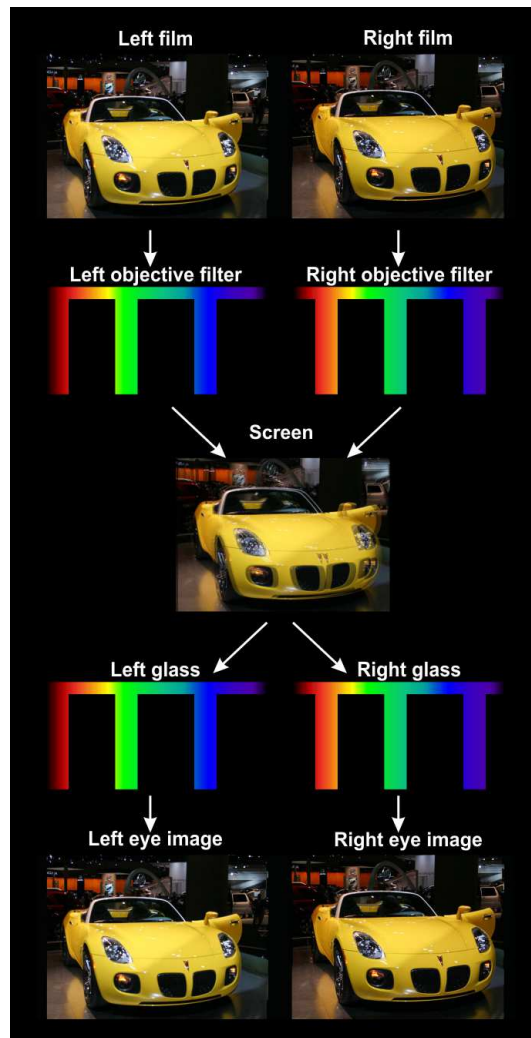 Left film
Right film
Left objective filter
Right objective filter
Screen
Left glass
Right glass
Left eye image
Right eye image